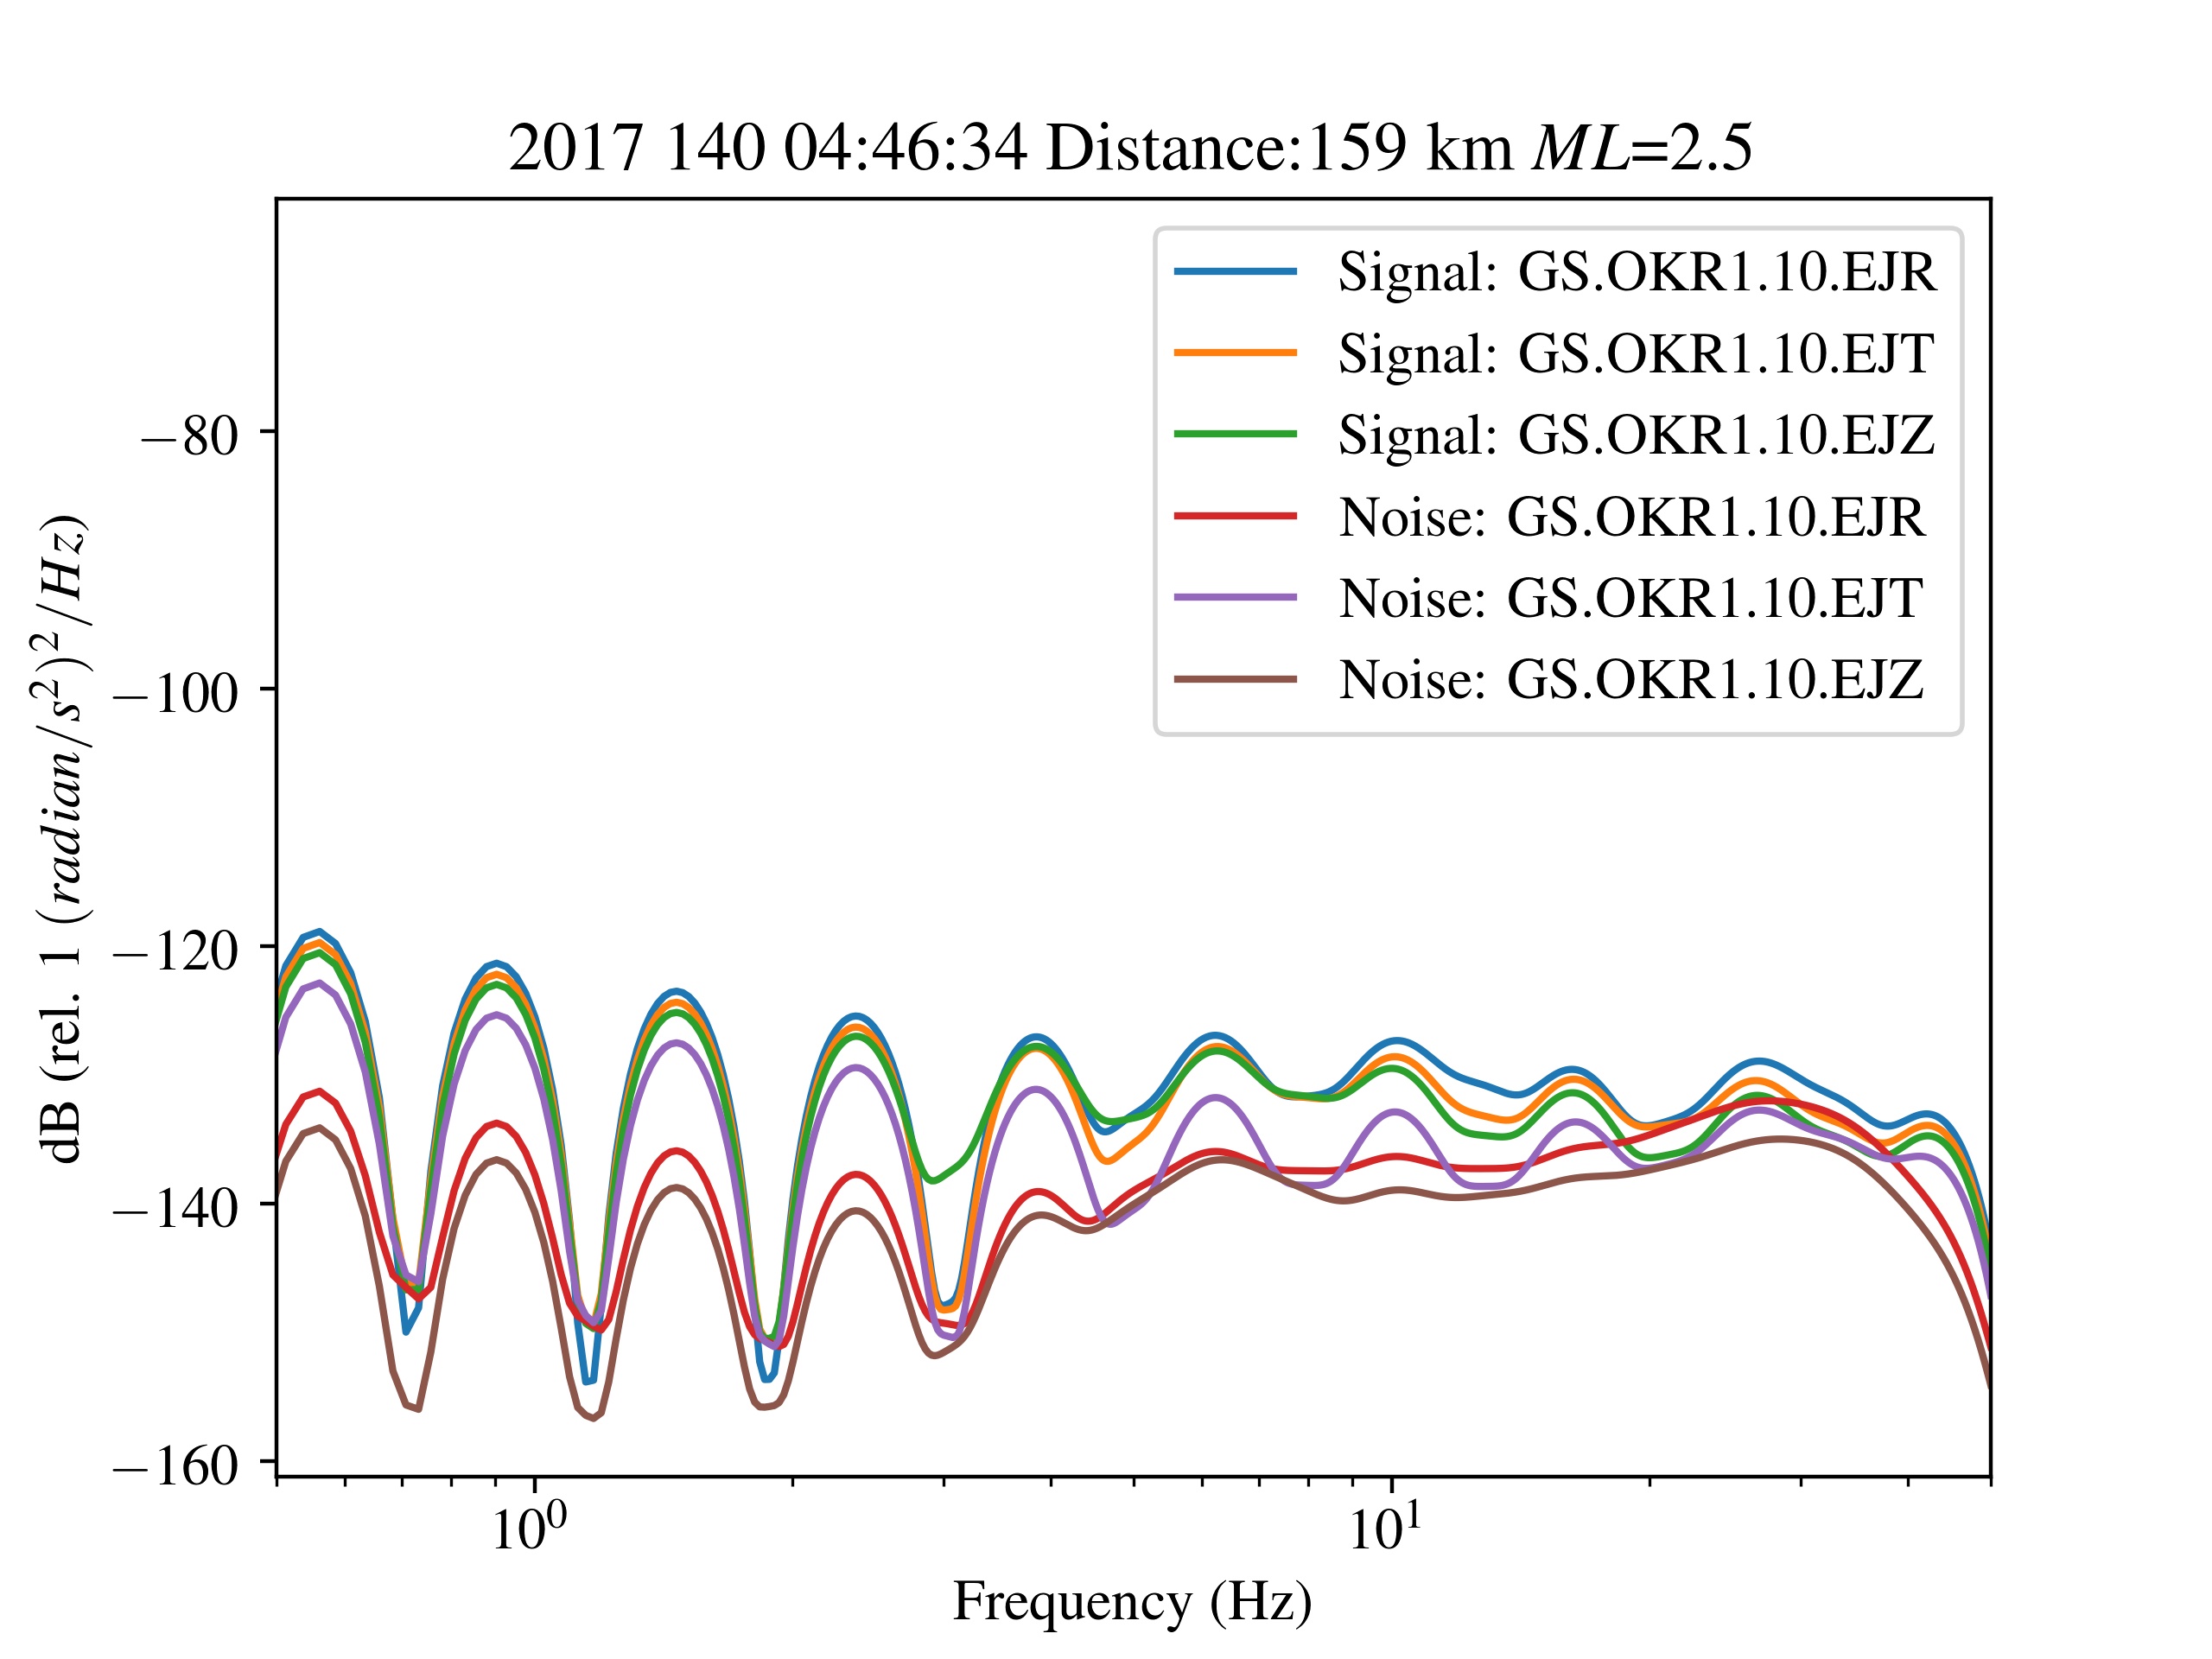 2017 140 04:46:34 Distance:159 km ML=2.5
Signal: GS.OKR1.10.EJR
Signal: GS.OKR1.10.EJT
Signal: GS.OKR1.10.EJZ
Noise: GS.OKR1.10.EJR
Noise: GS.OKR1.10.EJT
Noise: GS.OKR1.10.EJZ
dB (rel. 1 (radian/s²)²/Hz)
−80
−100
−120
−140
−160
10⁰
10¹
Frequency (Hz)